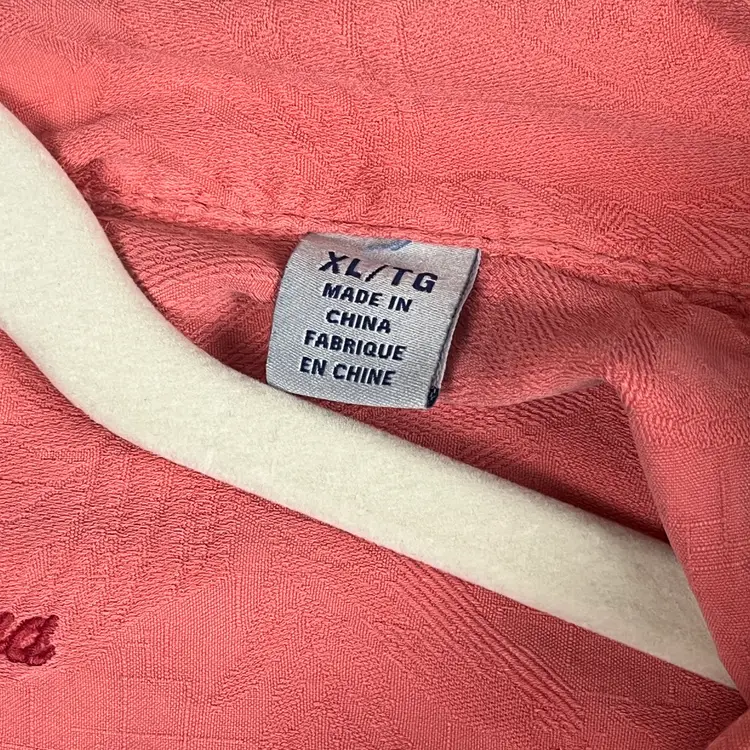 XL/TG
MADE IN
CHINA
FABRIQUE
EN CHINE